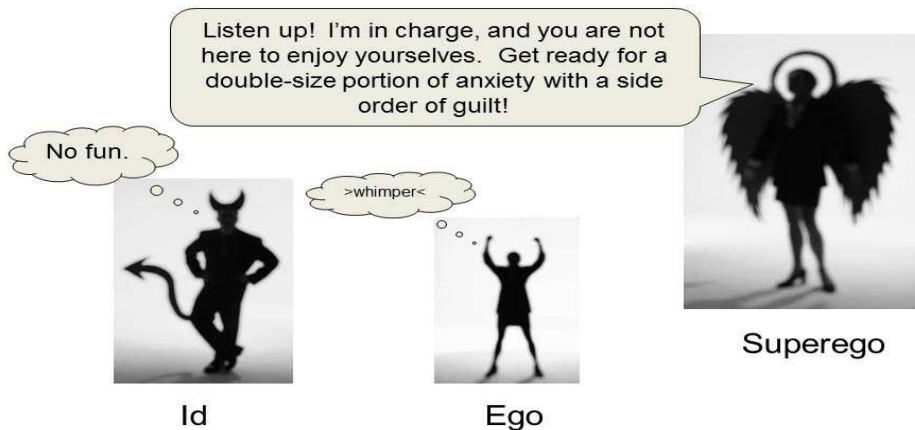 Listen up!  I'm in charge, and you are not
here to enjoy yourselves.  Get ready for a
double-size portion of anxiety with a side
order of guilt!
No fun.
>whimper<
Superego
Id
Ego